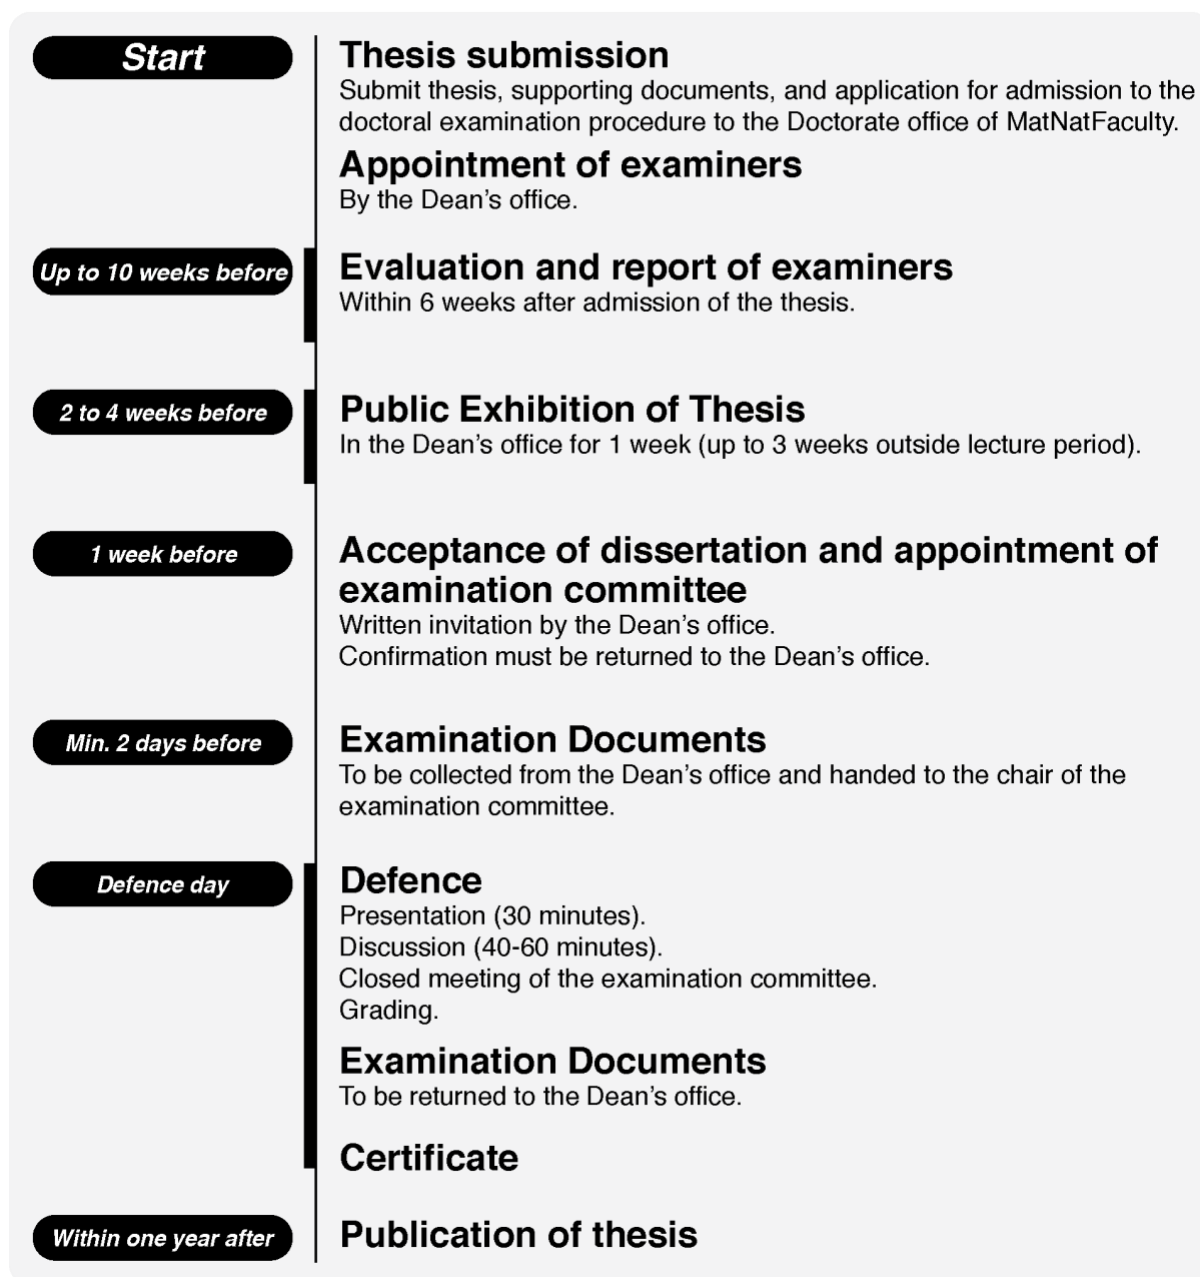 Start
Thesis submission
Submit thesis, supporting documents, and application for admission to the
doctoral examination procedure to the Doctorate office of MatNatFaculty.
Appointment of examiners
By the Dean’s office.
Up to 10 weeks before
Evaluation and report of examiners
Within 6 weeks after admission of the thesis.
2 to 4 weeks before
Public Exhibition of Thesis
In the Dean’s office for 1 week (up to 3 weeks outside lecture period).
1 week before
Acceptance of dissertation and appointment of
examination committee
Written invitation by the Dean’s office.
Confirmation must be returned to the Dean’s office.
Min. 2 days before
Examination Documents
To be collected from the Dean’s office and handed to the chair of the
examination committee.
Defence day
Defence
Presentation (30 minutes).
Discussion (40-60 minutes).
Closed meeting of the examination committee.
Grading.
Examination Documents
To be returned to the Dean’s office.
Certificate
Within one year after
Publication of thesis